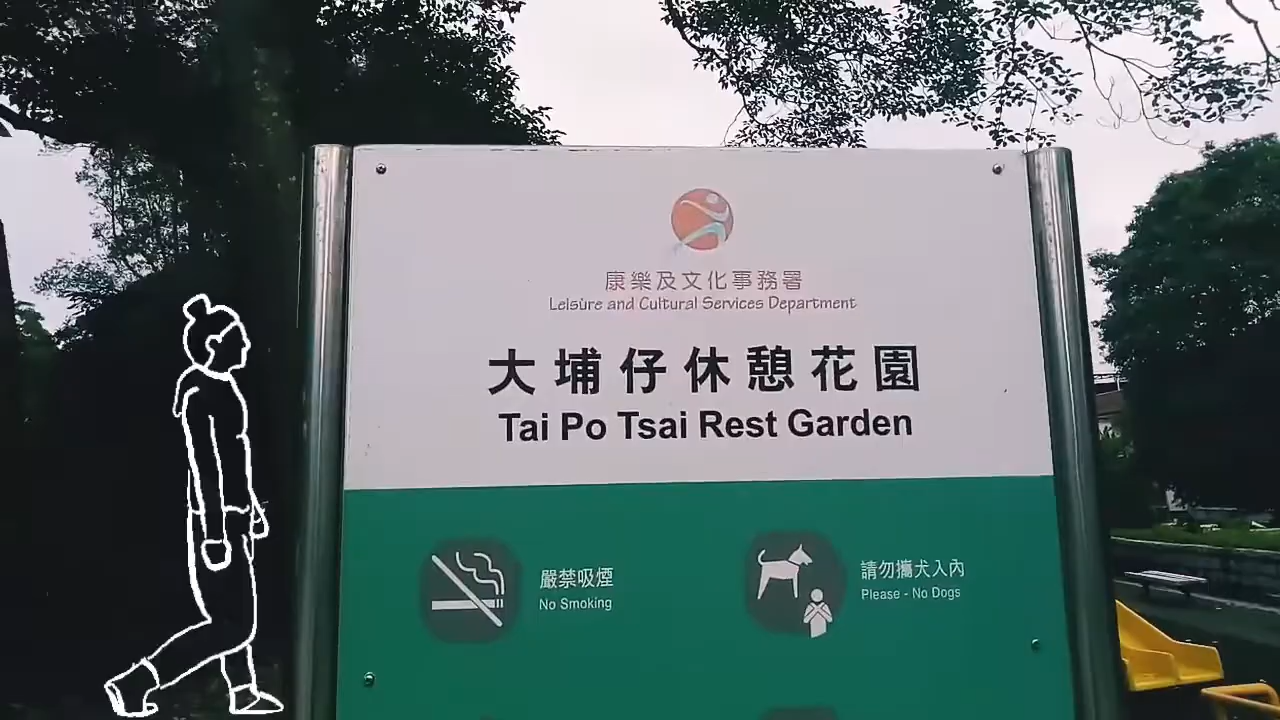 康樂及文化事務署
Leisure and Cultural Services Department
大埔仔休憩花園
Tai Po Tsai Rest Garden
嚴禁吸煙
No Smoking
請勿攜犬入內
Please - No Dogs